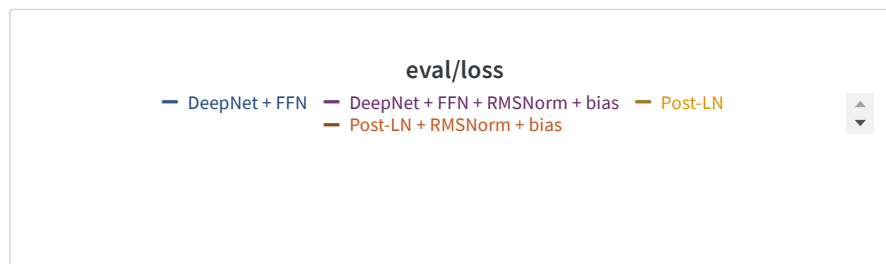 eval/loss
DeepNet + FFN DeepNet + FFN + RMSNorm + bias Post-LN
Post-LN + RMSNorm + bias